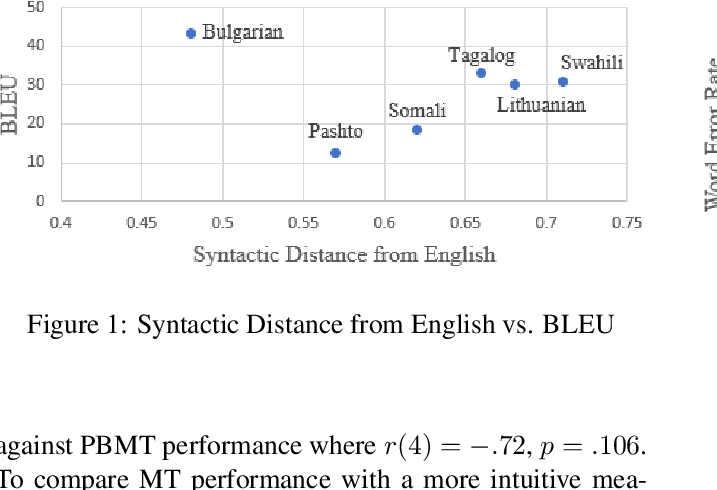 50
40
30
20
10
0
BLEU
Bulgarian
Tagalog
Swahili
Lithuanian
Somali
Pashto
0.4 0.45 0.5 0.55 0.6 0.65 0.7 0.75
Syntactic Distance from English
Word Error Rate
Figure 1: Syntactic Distance from English vs. BLEU
against PBMT performance where r(4) = −.72, p = .106.
To compare MT performance with a more intuitive mea-